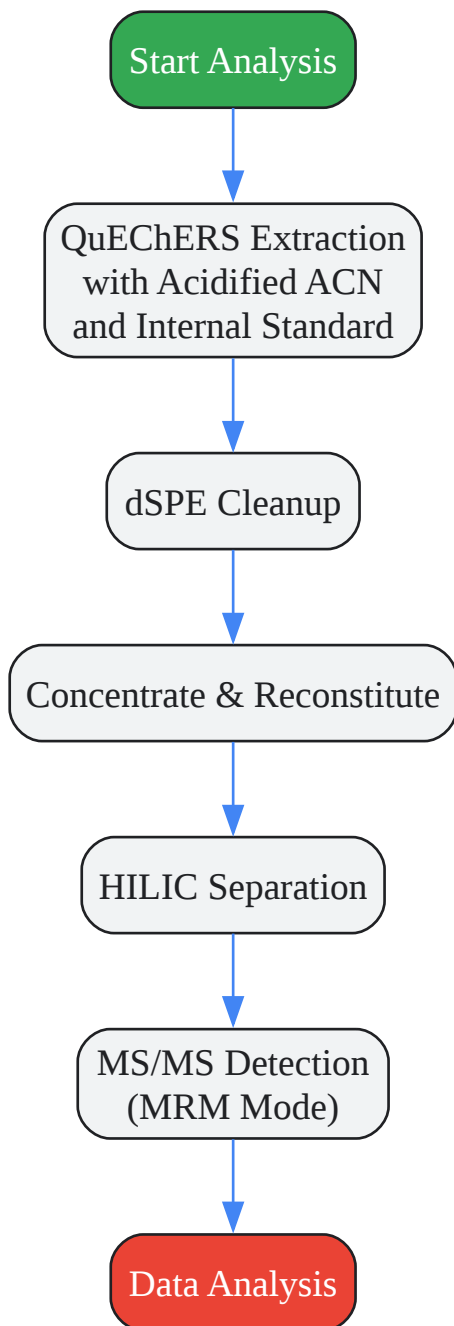 Start Analysis
QuEChERS Extraction
with Acidified ACN
and Internal Standard
dSPE Cleanup
Concentrate & Reconstitute
HILIC Separation
MS/MS Detection
(MRM Mode)
Data Analysis